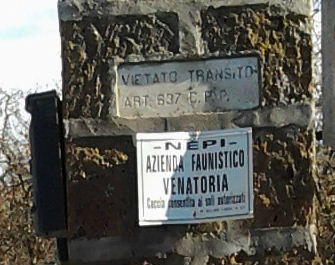 VIETATO TRANSITO
ART. 637 C.P.P.
-NEPI-
AZIENDA FAUNISTICO
VENATORIA
Caccia consentita ai soli autorizzati